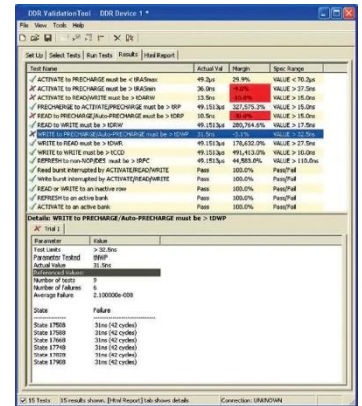 DDR ValidationTool DDR Device 1 *
File View Tools Help
Set Up Select Tests Run Tests Results Html Report
Test Name Actual Val Margin Spec Range
ACTIVATE to PRECHARGE must be < tRASmax 49.2µs 29.9% VALUE < 70.2µs
ACTIVATE to PRECHARGE must be > tRASmin 36.0ns -4.0% VALUE > 37.5ns
ACTIVATE to READ/WRITE must be > tDARW 13.5ns VALUE > 15.0ns
PRECHARGE to ACTIVATE/PRECHARGE must be > tRP 49.1513µs 327,575.3% VALUE > 15.0ns
READ to PRECHARGE/Auto-PRECHARGE must be > tDRP 10.5ns VALUE > 15.0ns
READ to WRITE must be > tDRW 49.1513µs 280,764.6% VALUE > 17.5ns
WRITE to PRECHARGE/Auto-PRECHARGE must be > tDWP 31.5ns -3.1% VALUE > 32.5ns
WRITE to READ must be > tDWR 49.1513µs 178,632.0% VALUE > 27.5ns
WRITE to WRITE must be > tCCD 49.1513µs 491,413.0% VALUE > 10.0ns
REFRESH to non-NOP/DES must be > tRFC 49.1513µs 44,583.0% VALUE > 110.0ns
Read burst interrupted by ACTIVATE/READ/WRITE Pass 100.0% Pass/Fail
Write burst interrupted by ACTIVATE/READ/WRITE Pass 100.0% Pass/Fail
READ or WRITE to an inactive row Pass 100.0% Pass/Fail
REFRESH to an active bank Pass 100.0% Pass/Fail
ACTIVATE to an active bank Pass 100.0% Pass/Fail
Details: WRITE to PRECHARGE/Auto-PRECHARGE must be > tDWP
Trial 1
Parameter Value
Test Limits > 32.5ns
Parameter Tested tNWP
Actual Value 31.5ns
Referenced Values:
Number of tests 9
Number of failures 6
Average failure 2.100000e-008
State Failure
State 17508 31ns (42 cycles)
State 17588 31ns (42 cycles)
State 17668 31ns (42 cycles)
State 17748 31ns (42 cycles)
State 17828 31ns (42 cycles)
State 17908 31ns (42 cycles)
15 Tests 15 results shown. [Html Report] tab shows details Connection: UNKNOWN